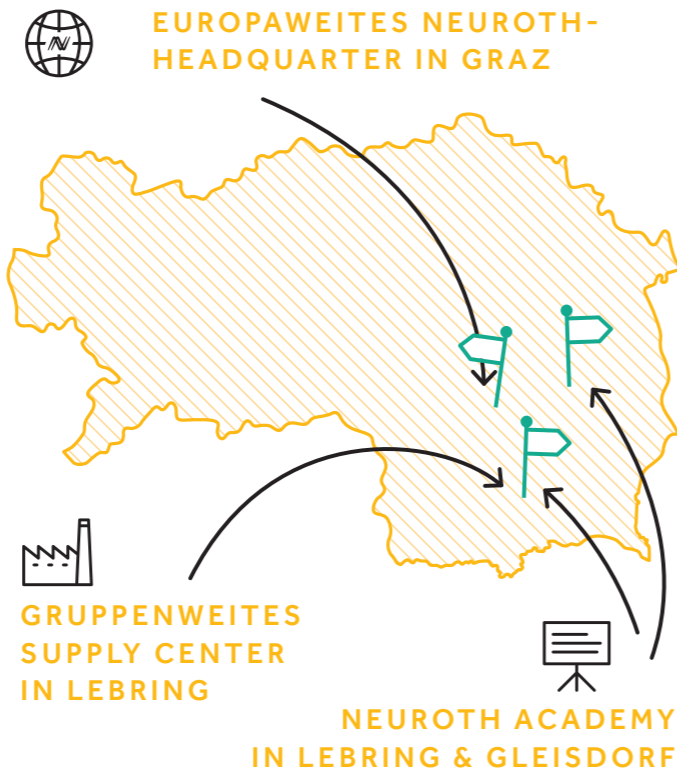 EUROPAWEITES NEUROTH-
HEADQUARTER IN GRAZ
N
GRUPPENWEITES
SUPPLY CENTER
IN LEBRING
NEUROTH ACADEMY
IN LEBRING & GLEISDORF